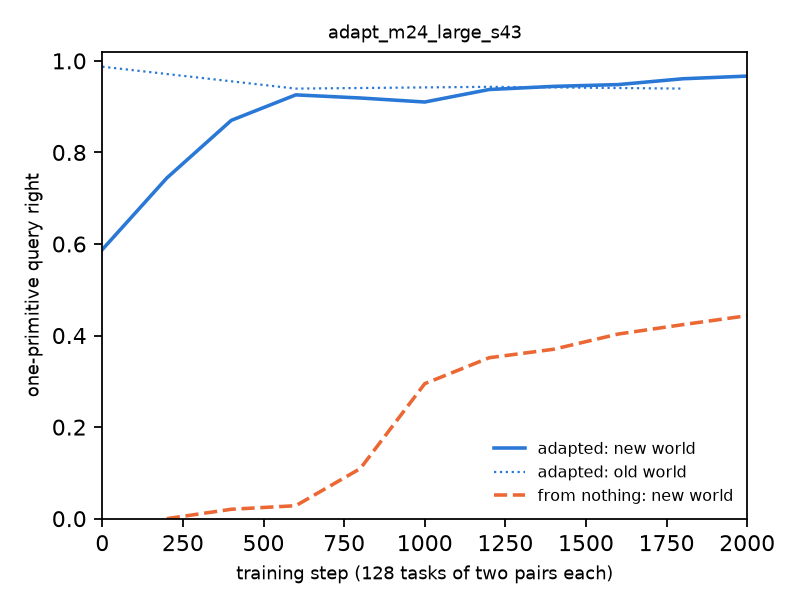 adapt_m24_large_s43
one-primitive query right
1.0
0.8
0.6
0.4
0.2
0.0
adapted: new world
adapted: old world
from nothing: new world
0 250 500 750 1000 1250 1500 1750 2000
training step (128 tasks of two pairs each)